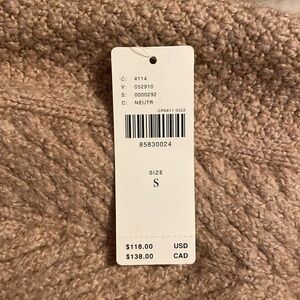 C: 4114
V: 052910
S: 0000292
C: NEUTR
CP6811 0522
85830024
SIZE
S
$118.00 USD
$138.00 CAD